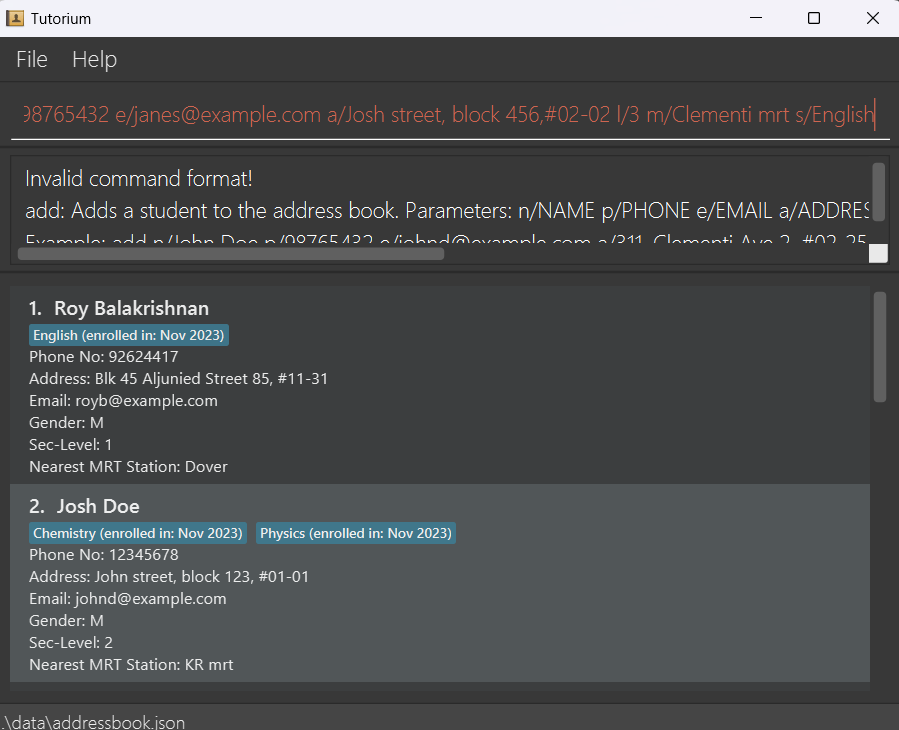 Tutorium
File Help
98765432 e/janes@example.com a/Josh street, block 456,#02-02 l/3 m/Clementi mrt s/English
Invalid command format!
add: Adds a student to the address book. Parameters: n/NAME p/PHONE e/EMAIL a/ADDRES
Example: add n/John Doe p/98765432 e/johnd@example.com a/311, Clementi Ave 2, #02-25
1. Roy Balakrishnan
English (enrolled in: Nov 2023)
Phone No: 92624417
Address: Blk 45 Aljunied Street 85, #11-31
Email: royb@example.com
Gender: M
Sec-Level: 1
Nearest MRT Station: Dover
2. Josh Doe
Chemistry (enrolled in: Nov 2023) Physics (enrolled in: Nov 2023)
Phone No: 12345678
Address: John street, block 123, #01-01
Email: johnd@example.com
Gender: M
Sec-Level: 2
Nearest MRT Station: KR mrt
.\data\addressbook.json